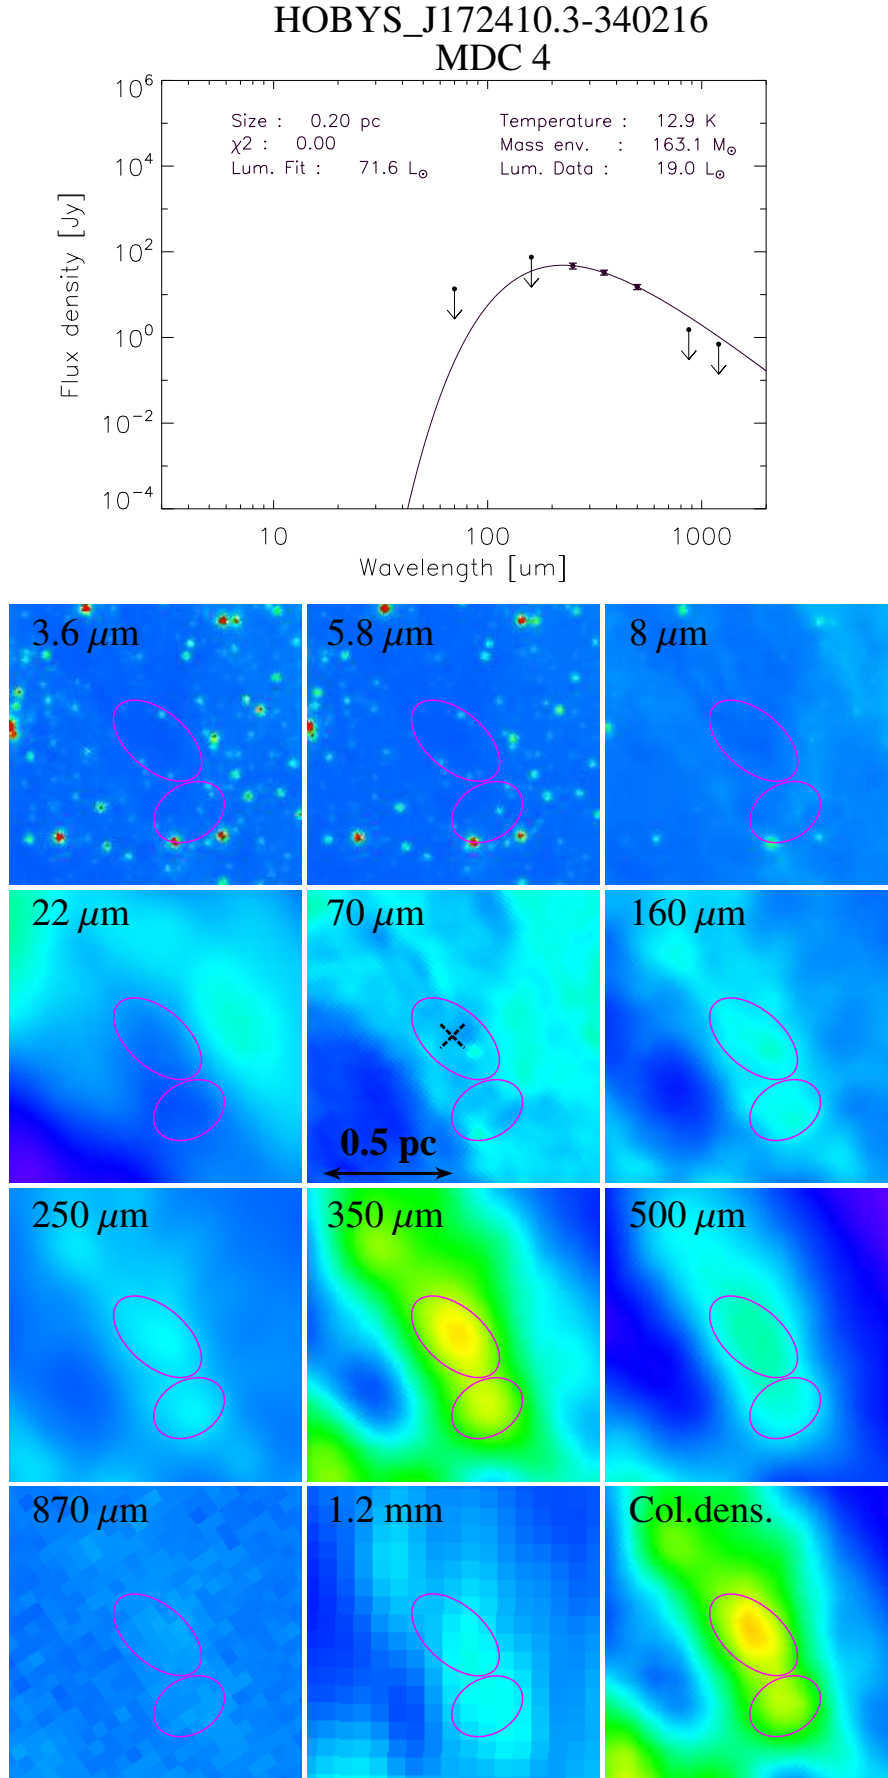 HOBYS_J172410.3-340216
MDC 4
Size : 0.20 pc Temperature : 12.9 K
χ2 : 0.00 Mass env. : 163.1 M⊙
Lum. Fit : 71.6 L⊙ Lum. Data : 19.0 L⊙
10^6
10^4
10^2
10^0
10^-2
10^-4
Flux density [Jy]
10 100 1000
Wavelength [um]
3.6 μm 5.8 μm 8 μm
22 μm 70 μm 160 μm
0.5 pc
250 μm 350 μm 500 μm
870 μm 1.2 mm Col.dens.